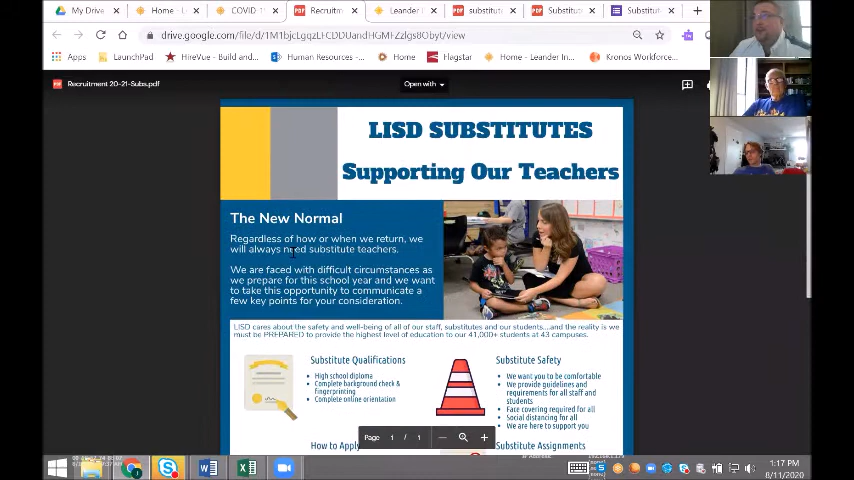 My Drive
Home - L
COVID-1
Recruitm
Leander I
substitut
Substitut
Substitut
drive.google.com/file/d/1M1bjcLgqzLFCDDUandHGMFZzlgs8ObyU/view
Apps
LaunchPad
HireVue - Build and...
Human Resources -...
Home
Flagstar
Home - Leander In...
Kronos Workforce...
Recruitment 20-21-Subs.pdf
Open with
LISD SUBSTITUTES
Supporting Our Teachers
The New Normal
Regardless of how or when we return, we
will always need substitute teachers.
We are faced with difficult circumstances as
we prepare for this school year and we want
to take this opportunity to communicate a
few key points for your consideration.
LISD cares about the safety and well-being of all of our staff, substitutes and our students....and the reality is we
must be PREPARED to provide the highest level of education to our 41,000+ students at 43 campuses.
Substitute Qualifications
High school diploma
Complete background check &
fingerprinting
Complete online orientation
Substitute Safety
We want you to be comfortable
We provide guidelines and
requirements for all staff and
students
Face covering required for all
Social distancing for all
We are here to support you
How to Apply
Page 1 / 1
Substitute Assignments
1:17 PM
8/11/2020